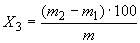 X₃ = (m₂ − m₁) · 100 / m